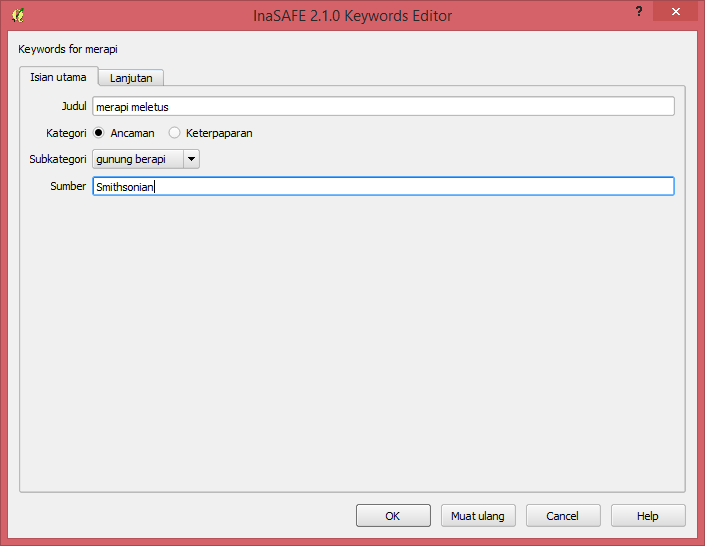 InaSAFE 2.1.0 Keywords Editor ?
Keywords for merapi
Isian utama Lanjutan
Judul merapi meletus
Kategori Ancaman Keterpaparan
Subkategori gunung berapi
Sumber Smithsonian
OK Muat ulang Cancel Help